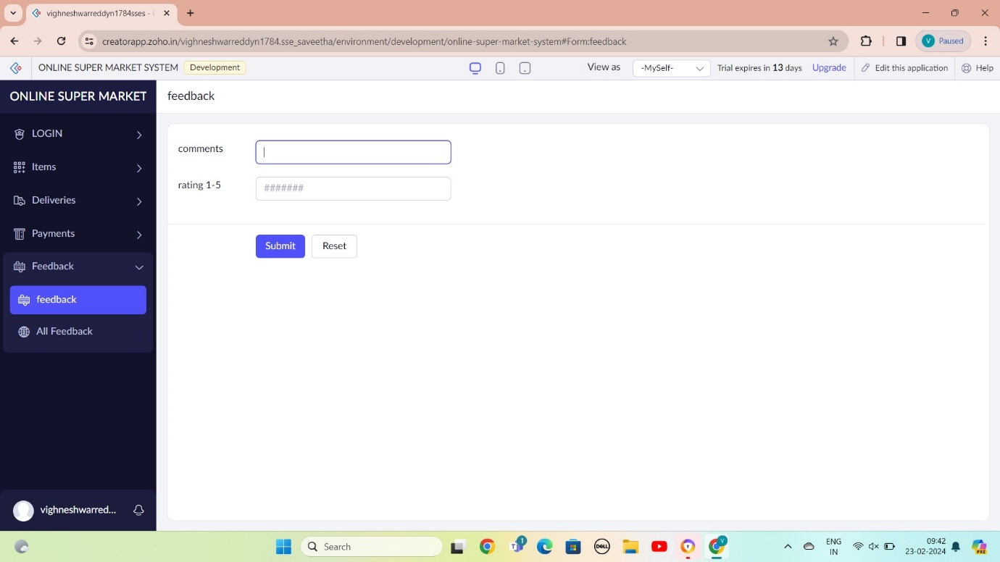 vighneshwarreddyn1784sses - C
creatorapp.zoho.in/vighneshwarreddyn1784.sse_saveetha/environment/development/online-super-market-system#Form:feedback
V Paused
ONLINE SUPER MARKET SYSTEM Development
View as -MySelf- Trial expires in 13 days Upgrade Edit this application Help
ONLINE SUPER MARKET
LOGIN
Items
Deliveries
Payments
Feedback
feedback
All Feedback
vighneshwarred...
feedback
comments
rating 1-5 #######
Submit Reset
Search
1
DELL
V
ENG
IN
09:42
23-02-2024
PRE